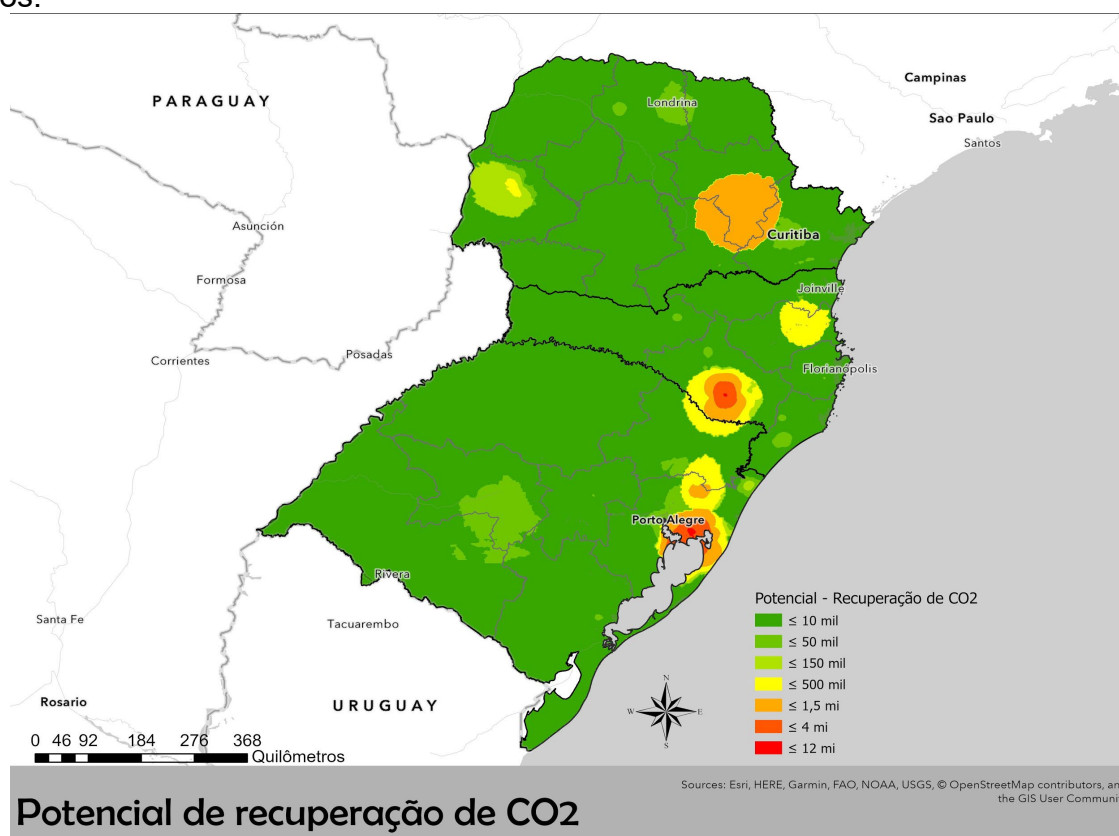 os.
PARAGUAY
Campinas
Londrina
Sao Paulo
Santos
Asunción
Curitiba
Formosa
Joinville
Corrientes
Posadas
Florianópolis
Porto Alegre
Rivera
Santa Fe
Tacuarembo
Rosario
URUGUAY
Potencial - Recuperação de CO2
≤ 10 mil
≤ 50 mil
≤ 150 mil
≤ 500 mil
≤ 1,5 mi
≤ 4 mi
≤ 12 mi
N
W E
S
0 46 92 184 276 368
Quilômetros
Sources: Esri, HERE, Garmin, FAO, NOAA, USGS, © OpenStreetMap contributors, an
the GIS User Communi
Potencial de recuperação de CO2